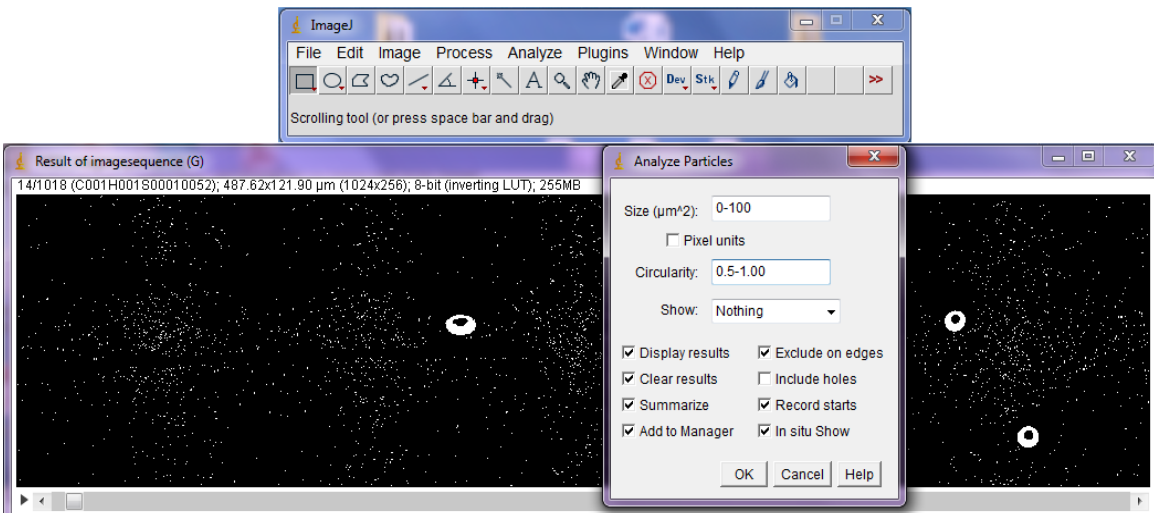 ImageJ
File Edit Image Process Analyze Plugins Window Help
A Dev Stk >>
Scrolling tool (or press space bar and drag)
Result of imagesequence (G)
14/1018 (C001H001S00010052); 487.62x121.90 µm (1024x256); 8-bit (inverting LUT); 255MB
Analyze Particles
Size (µm^2): 0-100
Pixel units
Circularity: 0.5-1.00
Show: Nothing
Display results Exclude on edges
Clear results Include holes
Summarize Record starts
Add to Manager In situ Show
OK Cancel Help